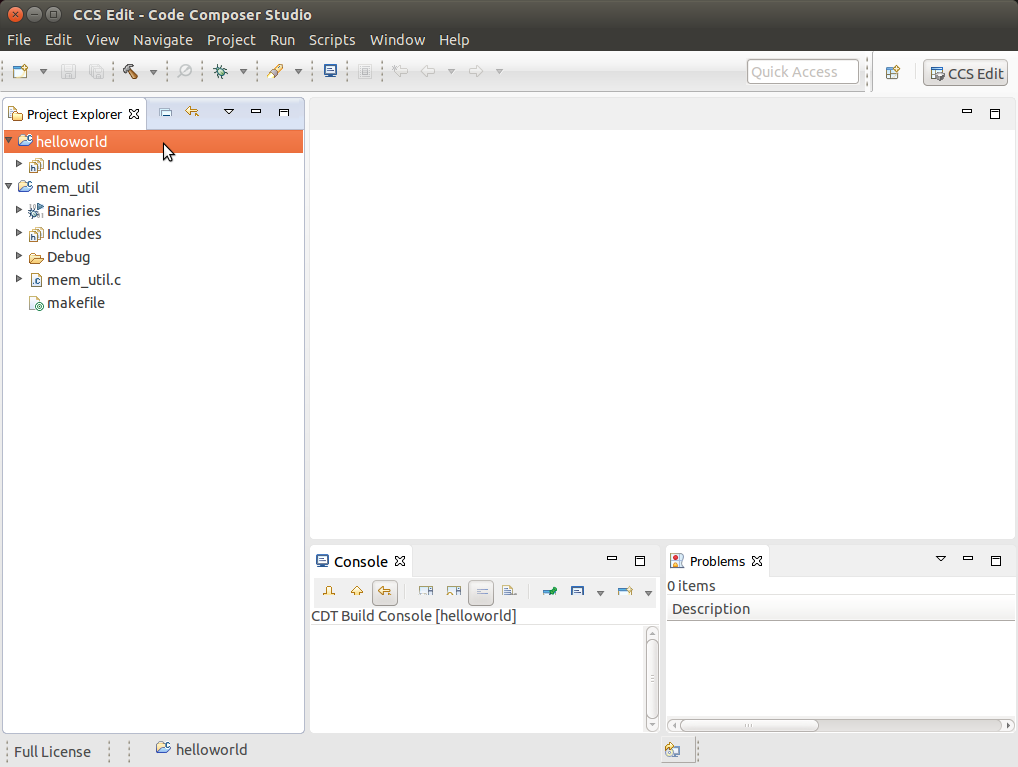 CCS Edit - Code Composer Studio
File Edit View Navigate Project Run Scripts Window Help
Quick Access
CCS Edit
Project Explorer
helloworld
Includes
mem_util
Binaries
Includes
Debug
mem_util.c
makefile
Console
CDT Build Console [helloworld]
Problems
0 items
Description
Full License
helloworld